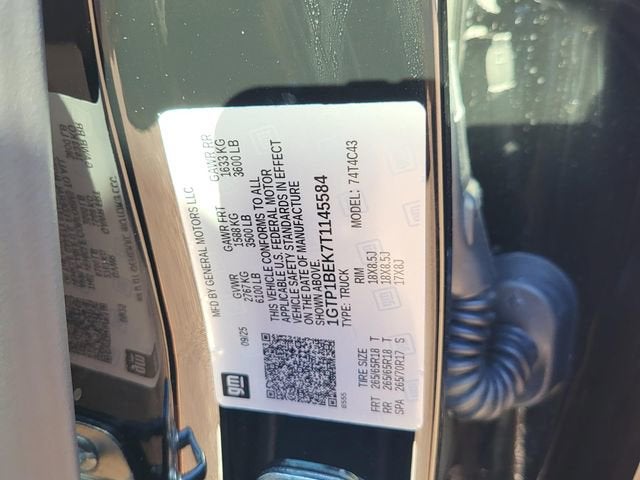 gm
MFD BY GENERAL MOTORS LLC
09/25
GVWR GAWR FRT GAWR RR
2767 KG 1588 KG 1633 KG
6100 LB 3500 LB 3600 LB
THIS VEHICLE CONFORMS TO ALL
APPLICABLE U.S. FEDERAL MOTOR
VEHICLE SAFETY STANDARDS IN EFFECT
ON THE DATE OF MANUFACTURE
SHOWN ABOVE.
1GTP1BEK7T1145584
TYPE: TRUCK MODEL: 74T4C43
TIRE SIZE RIM
FRT 265/65R18 T 18X8.5J
RR 265/65R18 T 18X8.5J
SPA 265/70R17 S 17X8J